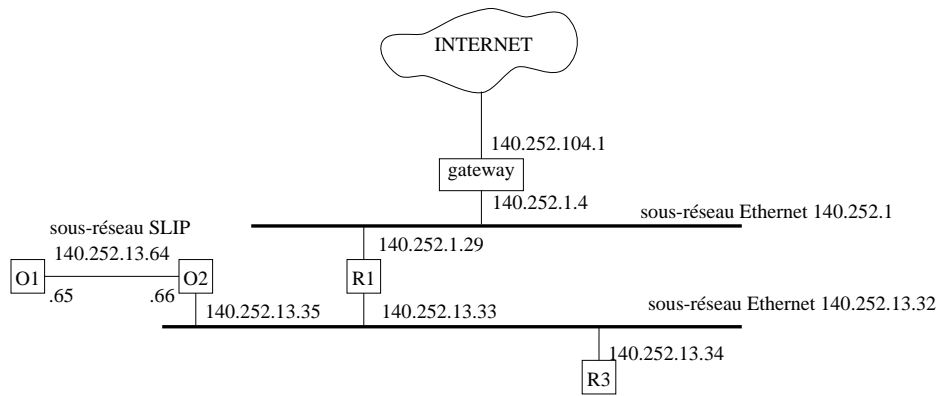 INTERNET
140.252.104.1
gateway
140.252.1.4
sous-réseau Ethernet 140.252.1
sous-réseau SLIP
140.252.13.64
140.252.1.29
O1
O2
R1
.65
.66
140.252.13.35
140.252.13.33
sous-réseau Ethernet 140.252.13.32
140.252.13.34
R3